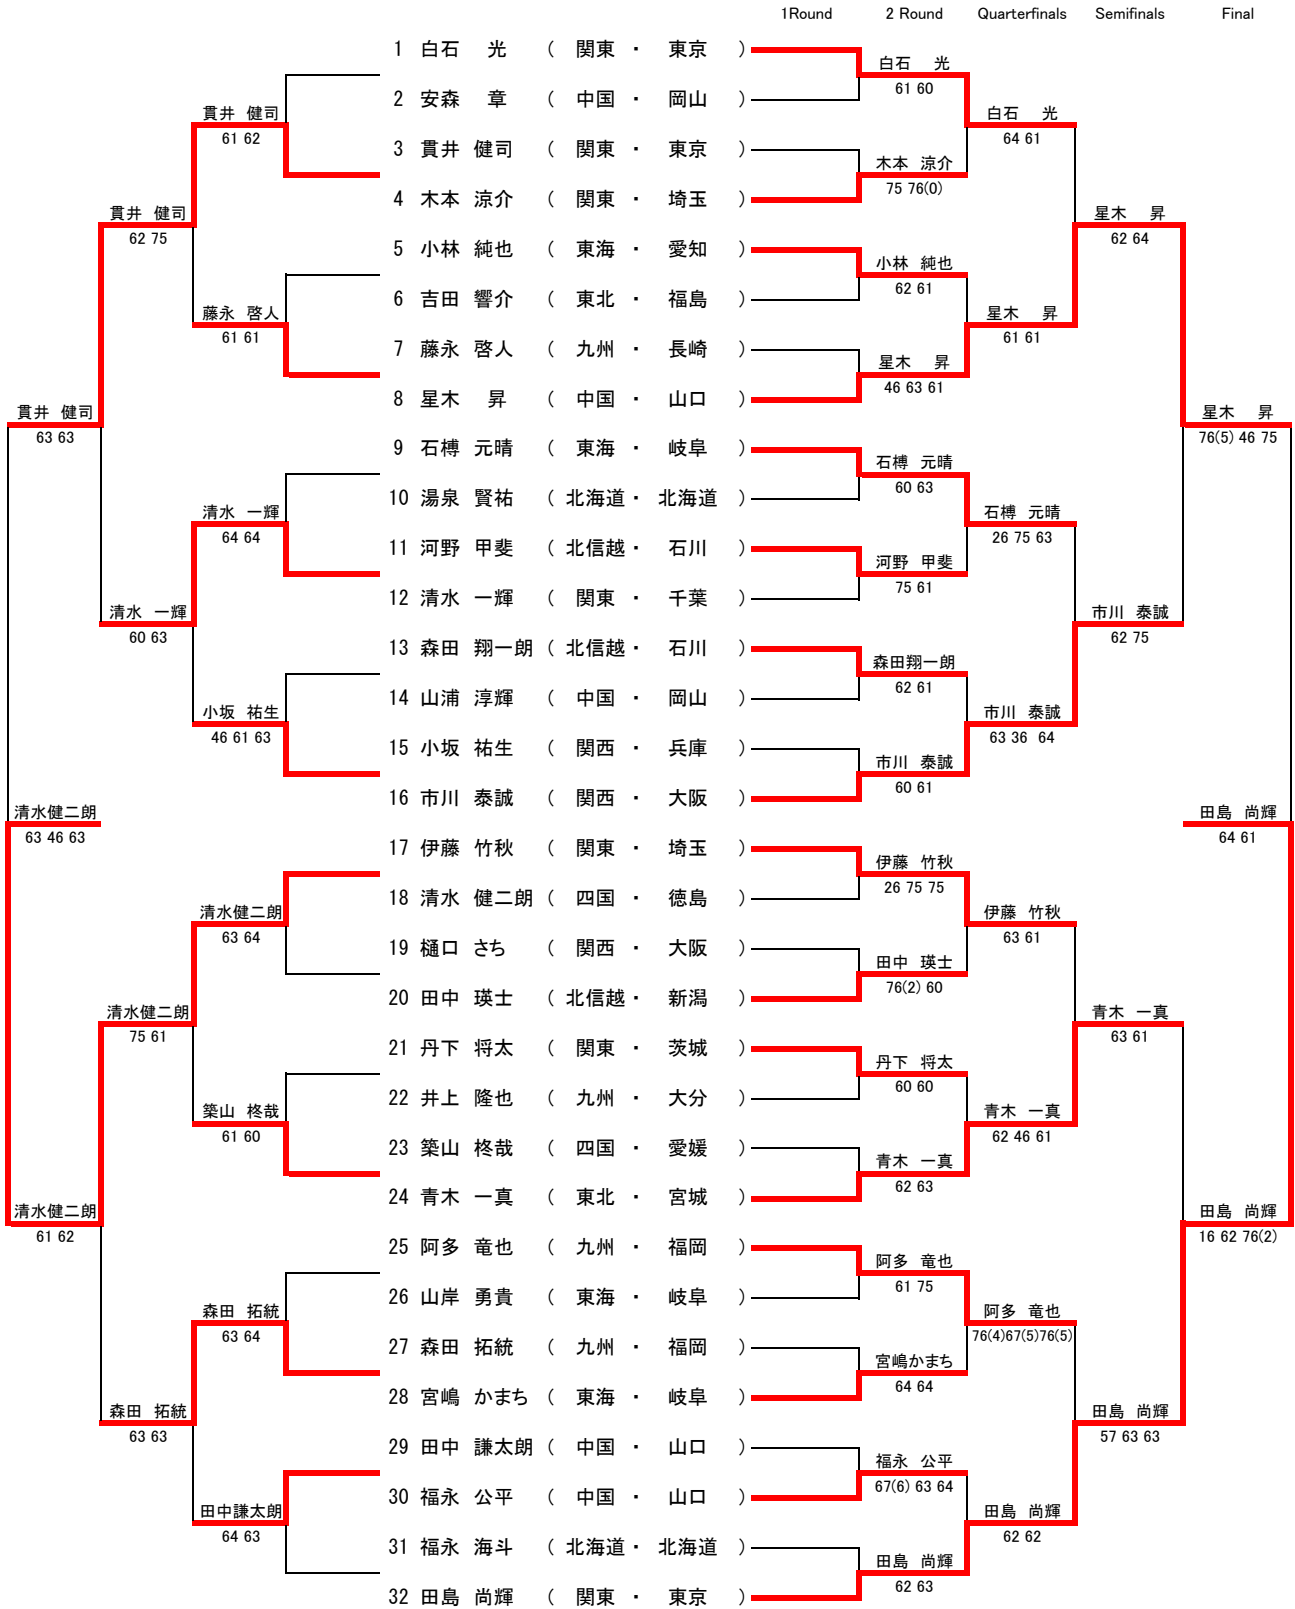 1Round 2 Round Quarterfinals Semifinals Final
1 白石 光 ( 関東 ・ 東京 )
白石 光
61 60
2 安森 章 ( 中国 ・ 岡山 )
貫井 健司
61 62
白石 光
64 61
3 貫井 健司 ( 関東 ・ 東京 )
木本 涼介
75 76(0)
4 木本 涼介 ( 関東 ・ 埼玉 )
貫井 健司
62 75
星木 昇
62 64
5 小林 純也 ( 東海 ・ 愛知 )
小林 純也
62 61
6 吉田 響介 ( 東北 ・ 福島 )
藤永 啓人
61 61
星木 昇
61 61
7 藤永 啓人 ( 九州 ・ 長崎 )
星木 昇
46 63 61
8 星木 昇 ( 中国 ・ 山口 )
貫井 健司
63 63
星木 昇
76(5) 46 75
9 石榑 元晴 ( 東海 ・ 岐阜 )
石榑 元晴
60 63
10 湯泉 賢祐 ( 北海道 ・ 北海道 )
清水 一輝
64 64
石榑 元晴
26 75 63
11 河野 甲斐 ( 北信越 ・ 石川 )
河野 甲斐
75 61
12 清水 一輝 ( 関東 ・ 千葉 )
清水 一輝
60 63
市川 泰誠
62 75
13 森田 翔一朗 ( 北信越 ・ 石川 )
森田翔一朗
62 61
14 山浦 淳輝 ( 中国 ・ 岡山 )
小坂 祐生
46 61 63
市川 泰誠
63 36 64
15 小坂 祐生 ( 関西 ・ 兵庫 )
市川 泰誠
60 61
16 市川 泰誠 ( 関西 ・ 大阪 )
清水健二朗
63 46 63
田島 尚輝
64 61
17 伊藤 竹秋 ( 関東 ・ 埼玉 )
伊藤 竹秋
26 75 75
18 清水 健二朗 ( 四国 ・ 徳島 )
清水健二朗
63 64
伊藤 竹秋
63 61
19 樋口 さち ( 関西 ・ 大阪 )
田中 瑛士
76(2) 60
20 田中 瑛士 ( 北信越 ・ 新潟 )
清水健二朗
75 61
青木 一真
63 61
21 丹下 将太 ( 関東 ・ 茨城 )
丹下 将太
60 60
22 井上 隆也 ( 九州 ・ 大分 )
築山 柊哉
61 60
青木 一真
62 46 61
23 築山 柊哉 ( 四国 ・ 愛媛 )
青木 一真
62 63
24 青木 一真 ( 東北 ・ 宮城 )
清水健二朗
61 62
田島 尚輝
16 62 76(2)
25 阿多 竜也 ( 九州 ・ 福岡 )
阿多 竜也
61 75
26 山岸 勇貴 ( 東海 ・ 岐阜 )
森田 拓統
63 64
阿多 竜也
76(4)67(5)76(5)
27 森田 拓統 ( 九州 ・ 福岡 )
宮嶋かまち
64 64
28 宮嶋 かまち ( 東海 ・ 岐阜 )
森田 拓統
63 63
田島 尚輝
57 63 63
29 田中 謙太朗 ( 中国 ・ 山口 )
福永 公平
67(6) 63 64
30 福永 公平 ( 中国 ・ 山口 )
田中謙太朗
64 63
田島 尚輝
62 62
31 福永 海斗 ( 北海道 ・ 北海道 )
田島 尚輝
62 63
32 田島 尚輝 ( 関東 ・ 東京 )